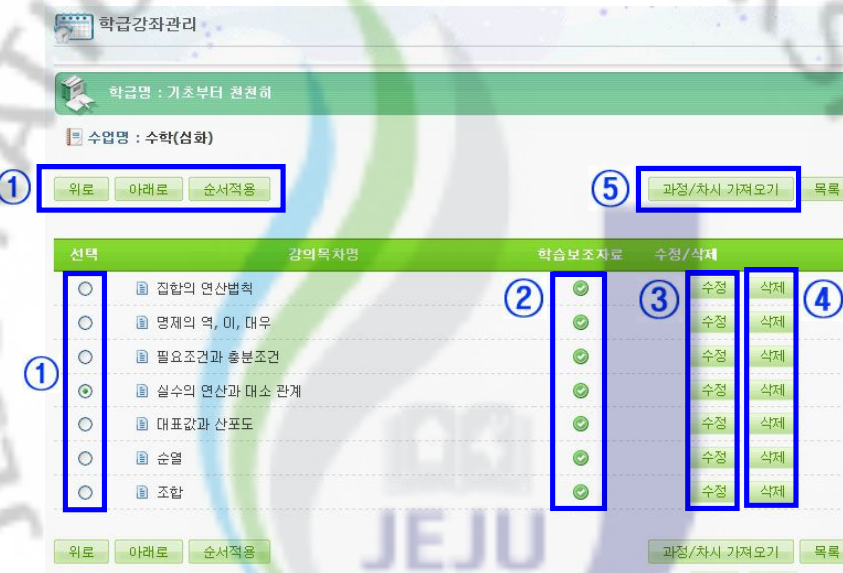 학급강좌관리
학급명 : 기초부터 천천히
수업명 : 수학(심화)
① 위로 아래로 순서적용 ⑤ 과정/차시 가져오기 목록
선택 강의목차명 학습보조자료 수정/삭제
① ② ③ ④
집합의 연산법칙 수정 삭제
명제의 역, 이, 대우 수정 삭제
필요조건과 충분조건 수정 삭제
실수의 연산과 대소 관계 수정 삭제
대표값과 산포도 수정 삭제
순열 수정 삭제
조합 수정 삭제
위로 아래로 순서적용 과정/차시 가져오기 목록
JEJU